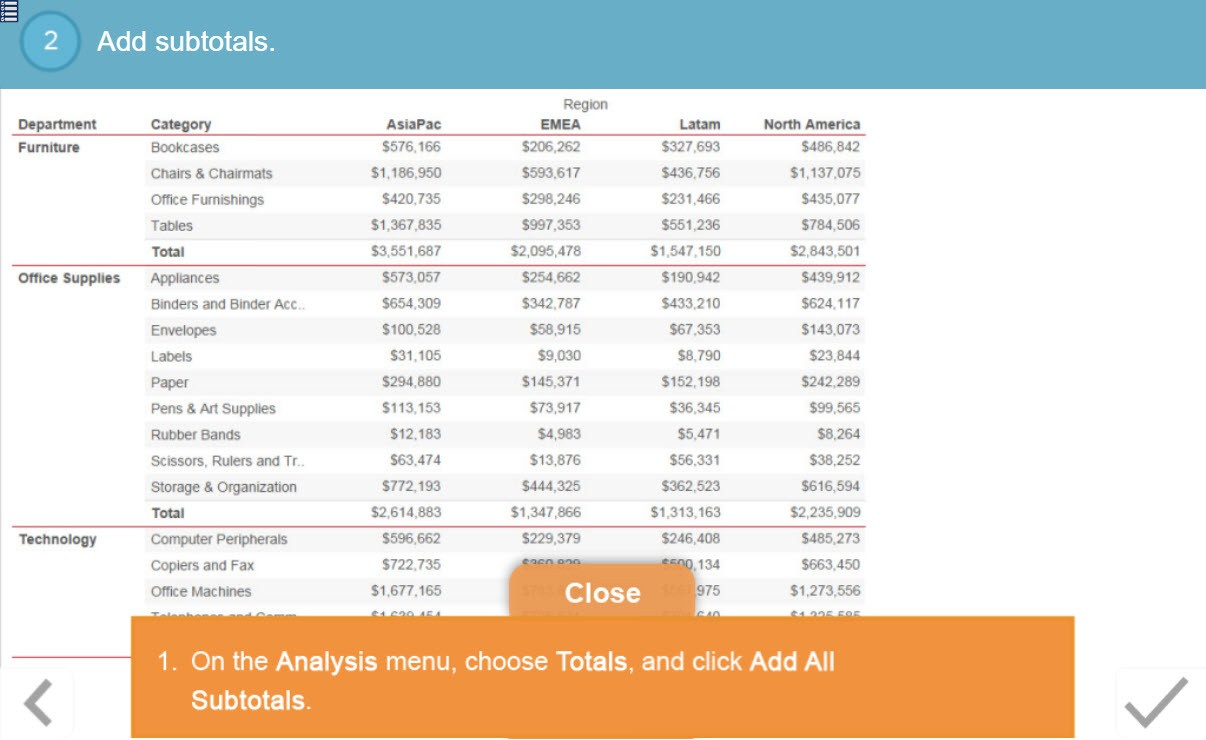 2 Add subtotals.
Region
Department Category AsiaPac EMEA Latam North America
Furniture Bookcases $576,166 $206,262 $327,693 $486,842
Chairs & Chairmats $1,186,950 $593,617 $436,756 $1,137,075
Office Furnishings $420,735 $298,246 $231,466 $435,077
Tables $1,367,835 $997,353 $551,236 $784,506
Total $3,551,687 $2,095,478 $1,547,150 $2,843,501
Office Supplies Appliances $573,057 $254,662 $190,942 $439,912
Binders and Binder Acc.. $654,309 $342,787 $433,210 $624,117
Envelopes $100,528 $58,915 $67,353 $143,073
Labels $31,105 $9,030 $8,790 $23,844
Paper $294,880 $145,371 $152,198 $242,289
Pens & Art Supplies $113,153 $73,917 $36,345 $99,565
Rubber Bands $12,183 $4,983 $5,471 $8,264
Scissors, Rulers and Tr.. $63,474 $13,876 $56,331 $38,252
Storage & Organization $772,193 $444,325 $362,523 $616,594
Total $2,614,883 $1,347,866 $1,313,163 $2,235,909
Technology Computer Peripherals $596,662 $229,379 $246,408 $485,273
Copiers and Fax $722,735 $663,450
Office Machines $1,677,165 $1,273,556
Close
1. On the Analysis menu, choose Totals, and click Add All
Subtotals.